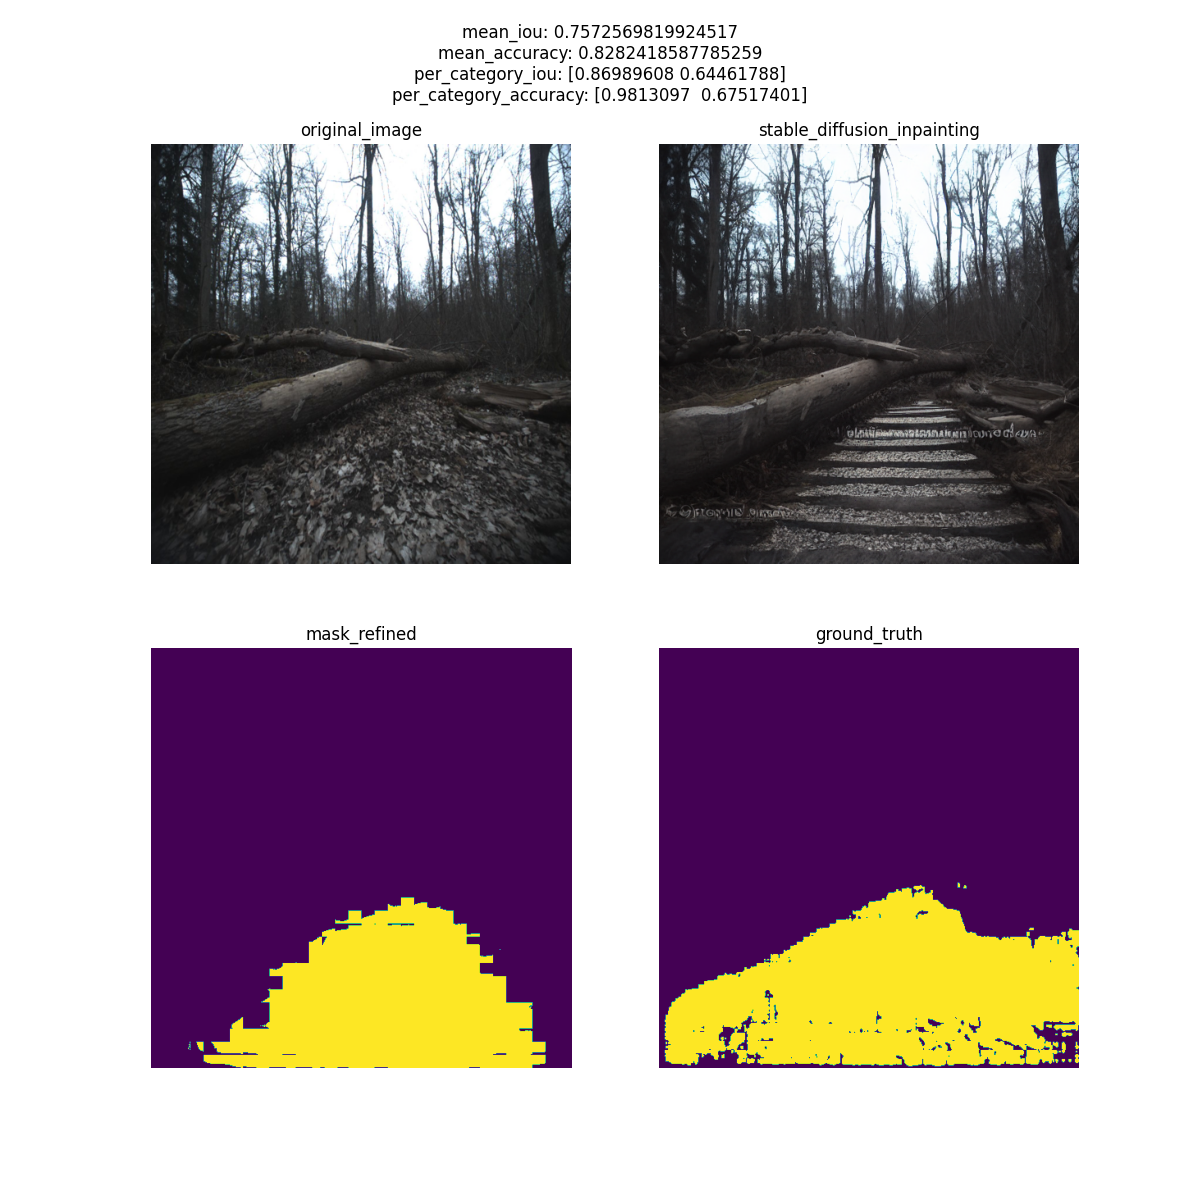 mean_iou: 0.7572569819924517
mean_accuracy: 0.8282418587785259
per_category_iou: [0.86989608 0.64461788]
per_category_accuracy: [0.9813097  0.67517401]
original_image
stable_diffusion_inpainting
mask_refined
ground_truth